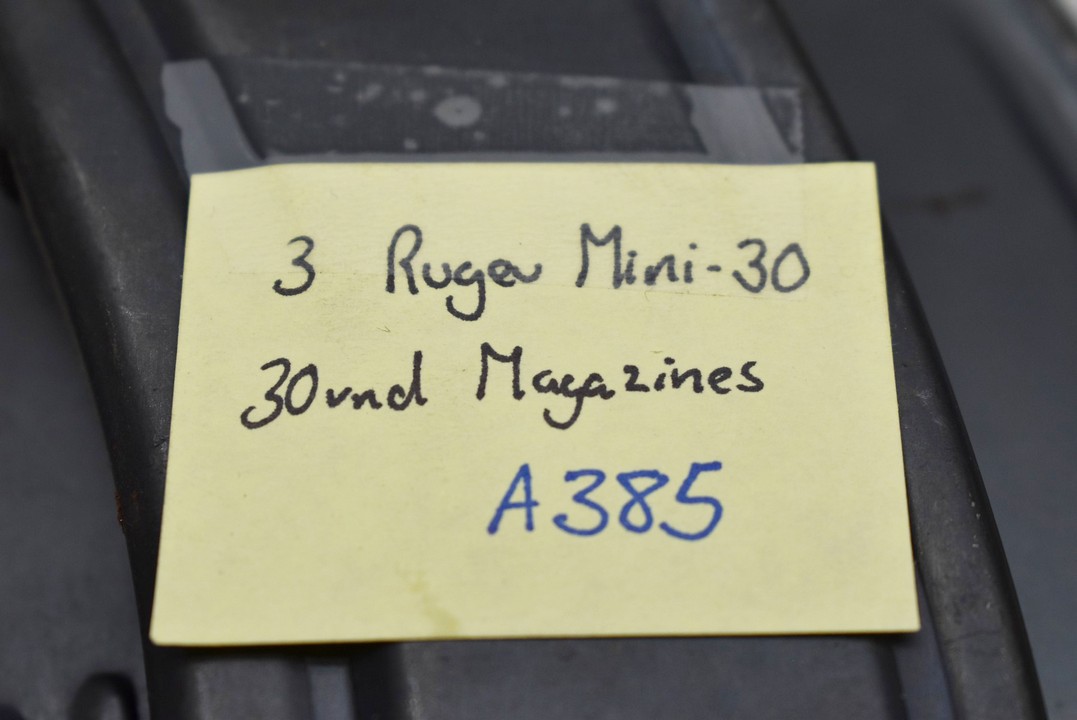 3 Ruger Mini-30
30rnd Magazines
A385